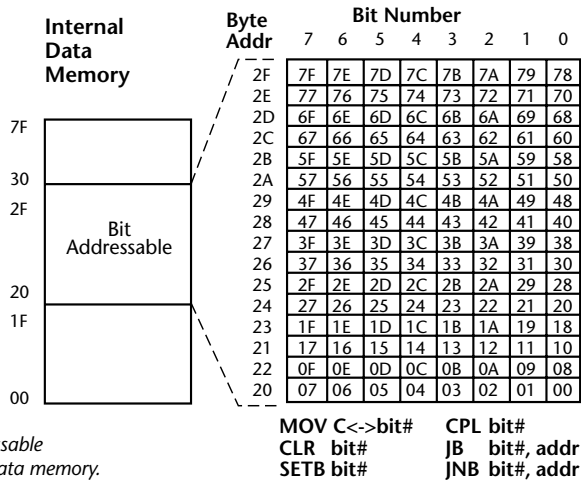 Internal
Data
Memory
7F
30
2F
Bit
Addressable
20
1F
00
Byte
Addr
Bit Number
7 6 5 4 3 2 1 0
2F 7F 7E 7D 7C 7B 7A 79 78
2E 77 76 75 74 73 72 71 70
2D 6F 6E 6D 6C 6B 6A 69 68
2C 67 66 65 64 63 62 61 60
2B 5F 5E 5D 5C 5B 5A 59 58
2A 57 56 55 54 53 52 51 50
29 4F 4E 4D 4C 4B 4A 49 48
28 47 46 45 44 43 42 41 40
27 3F 3E 3D 3C 3B 3A 39 38
26 37 36 35 34 33 32 31 30
25 2F 2E 2D 2C 2B 2A 29 28
24 27 26 25 24 23 22 21 20
23 1F 1E 1D 1C 1B 1A 19 18
21 17 16 15 14 13 12 11 10
22 0F 0E 0D 0C 0B 0A 09 08
20 07 06 05 04 03 02 01 00
MOV C<->bit# CPL bit#
CLR bit# JB bit#, addr
SETB bit# JNB bit#, addr
ata memory.